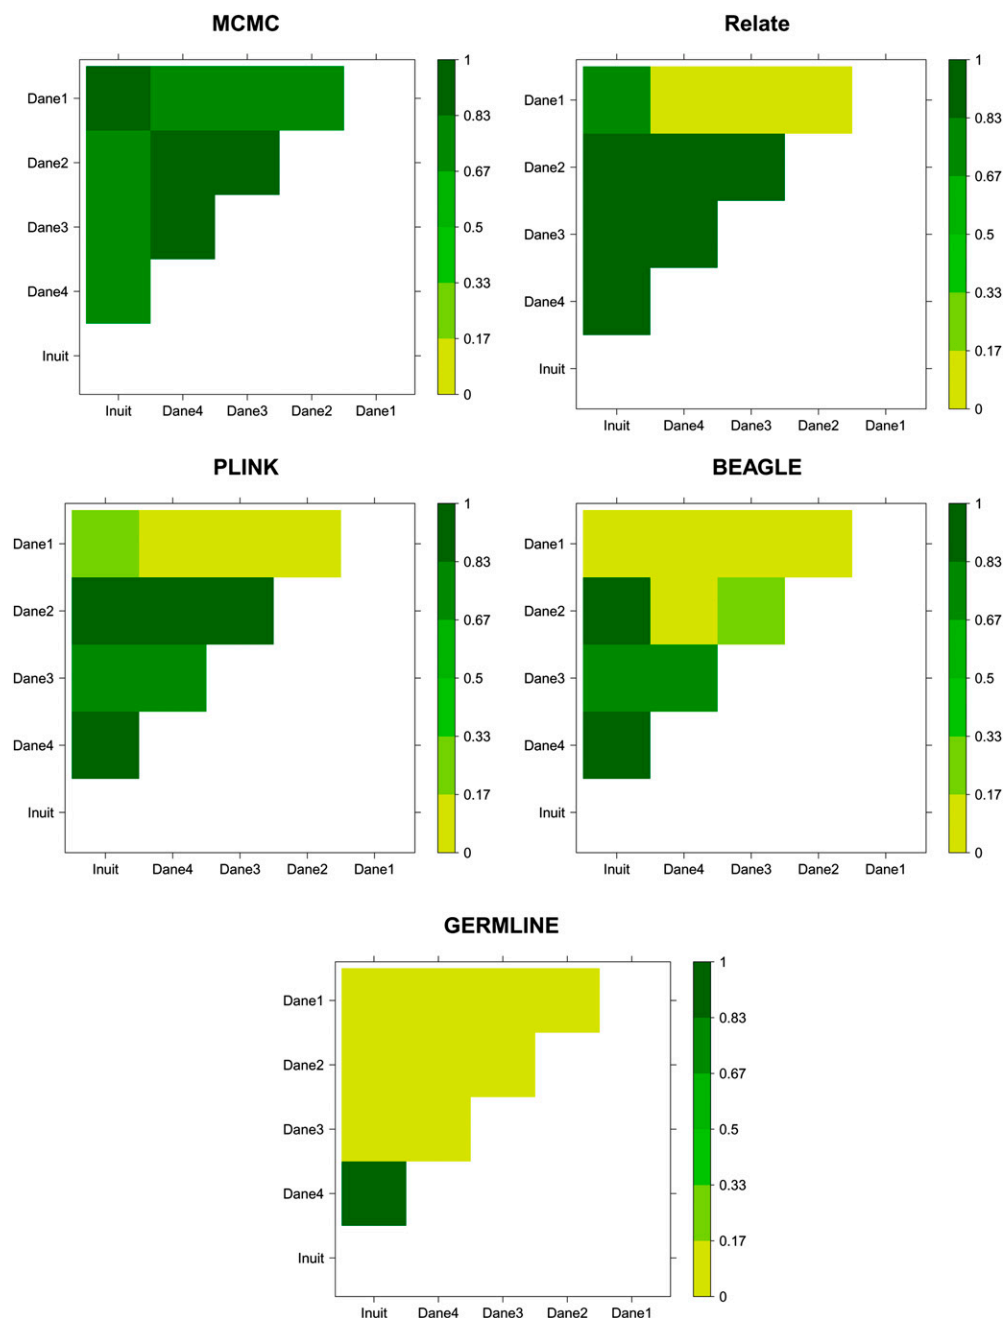 MCMC
Dane1
Dane2
Dane3
Dane4
Inuit
Inuit Dane4 Dane3 Dane2 Dane1
1
0.83
0.67
0.5
0.33
0.17
0
Relate
Dane1
Dane2
Dane3
Dane4
Inuit
Inuit Dane4 Dane3 Dane2 Dane1
1
0.83
0.67
0.5
0.33
0.17
0
PLINK
Dane1
Dane2
Dane3
Dane4
Inuit
Inuit Dane4 Dane3 Dane2 Dane1
1
0.83
0.67
0.5
0.33
0.17
0
BEAGLE
Dane1
Dane2
Dane3
Dane4
Inuit
Inuit Dane4 Dane3 Dane2 Dane1
1
0.83
0.67
0.5
0.33
0.17
0
GERMLINE
Dane1
Dane2
Dane3
Dane4
Inuit
Inuit Dane4 Dane3 Dane2 Dane1
1
0.83
0.67
0.5
0.33
0.17
0